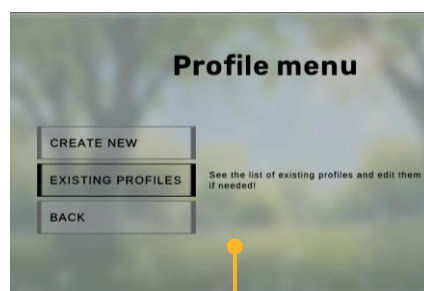 Profile menu
CREATE NEW
EXISTING PROFILES
See the list of existing profiles and edit them
if needed!
BACK